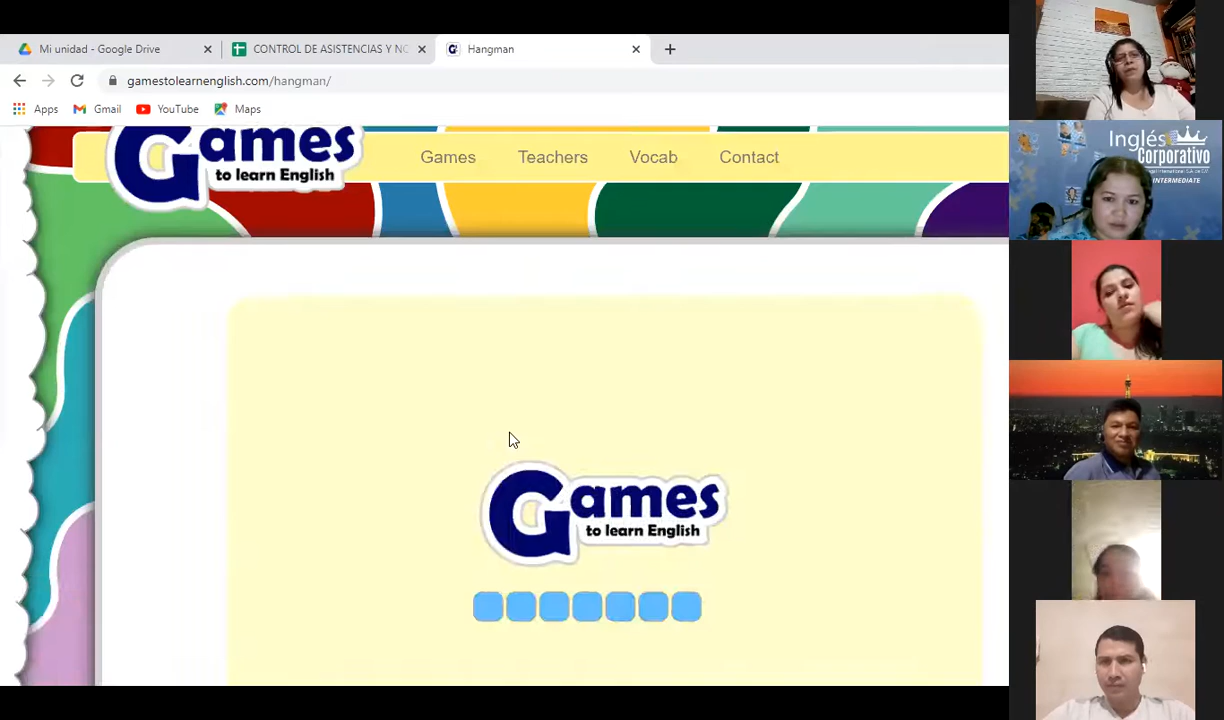 Mi unidad - Google Drive
CONTROL DE ASISTENCIAS Y NO
Hangman
gamestolearnenglish.com/hangman/
Apps
Gmail
YouTube
Maps
Games
to learn English
Games
Teachers
Vocab
Contact
Games
to learn English
Inglés
Corporativo
INTERMEDIATE